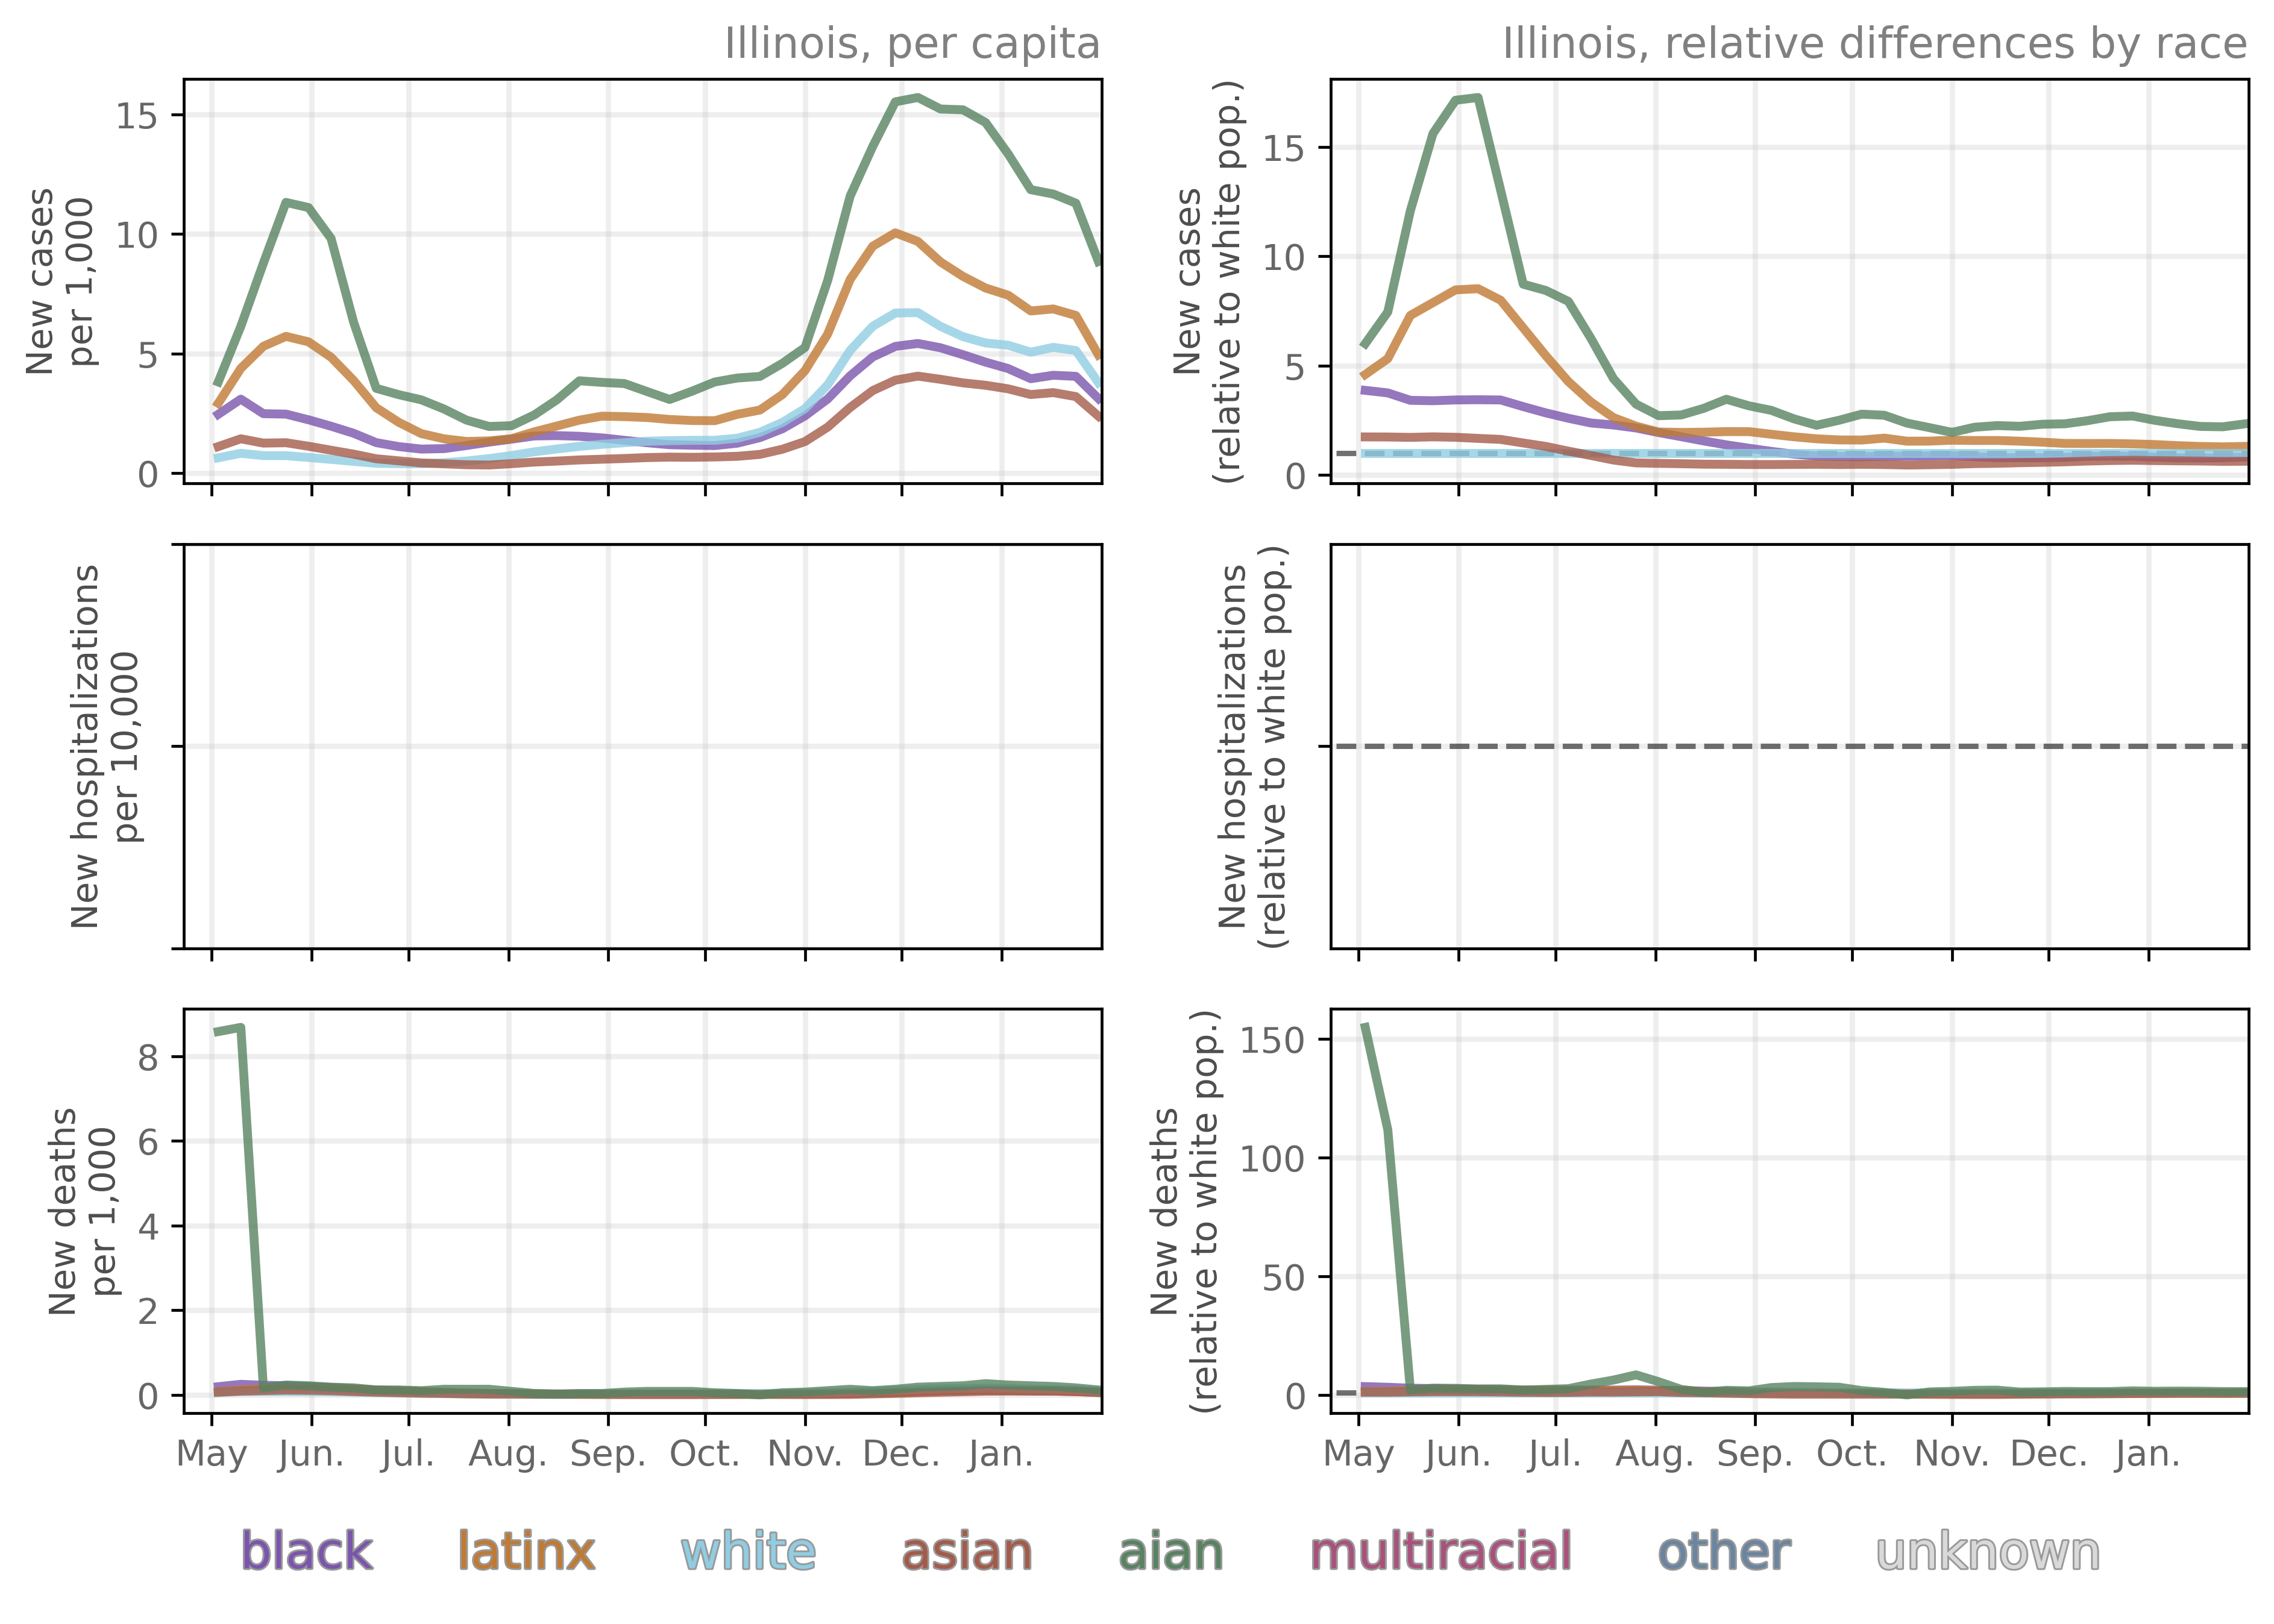 Illinois, per capita
Illinois, relative differences by race
New cases
per 1,000
15
10
5
0
New cases
(relative to white pop.)
15
10
5
0
New hospitalizations
per 10,000
New hospitalizations
(relative to white pop.)
New deaths
per 1,000
8
6
4
2
0
May Jun. Jul. Aug. Sep. Oct. Nov. Dec. Jan.
New deaths
(relative to white pop.)
150
100
50
0
May Jun. Jul. Aug. Sep. Oct. Nov. Dec. Jan.
black latinx white asian aian multiracial other unknown